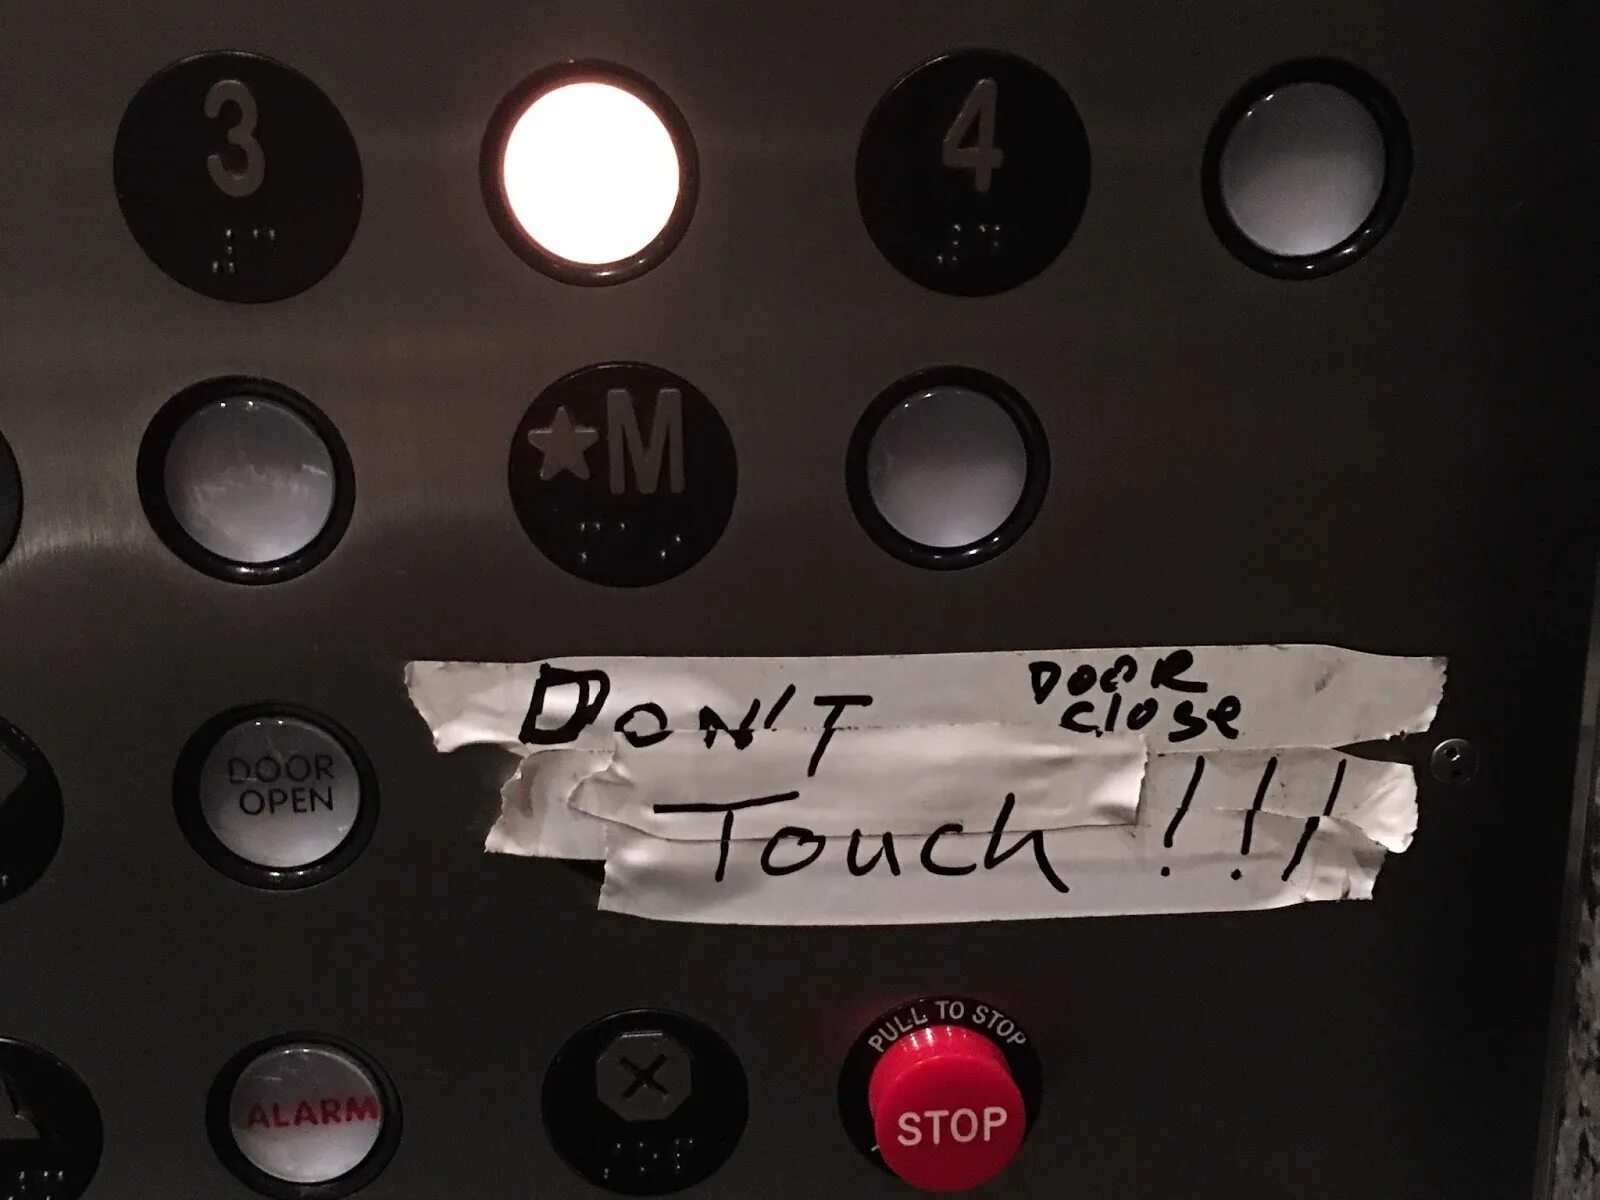 3
4
★M
DON'T
DOOR
close
Touch !!!
DOOR
OPEN
PULL TO STOP
ALARM
STOP